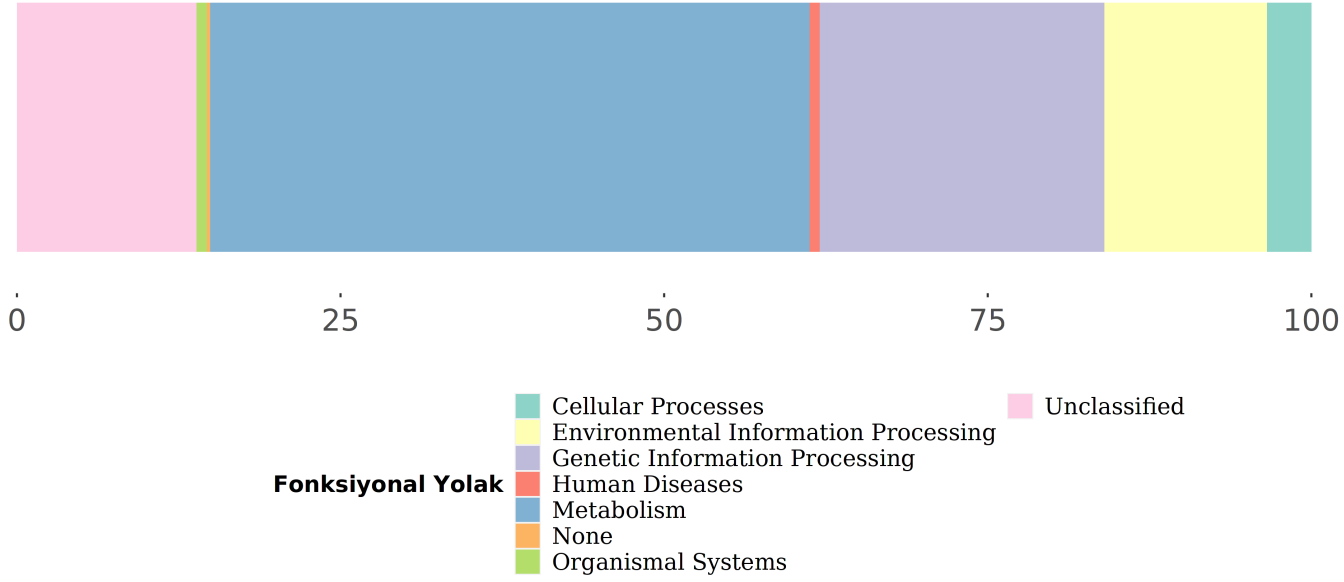 0 25 50 75 100
Cellular Processes Unclassified
Environmental Information Processing
Genetic Information Processing
Fonksiyonal Yolak Human Diseases
Metabolism
None
Organismal Systems